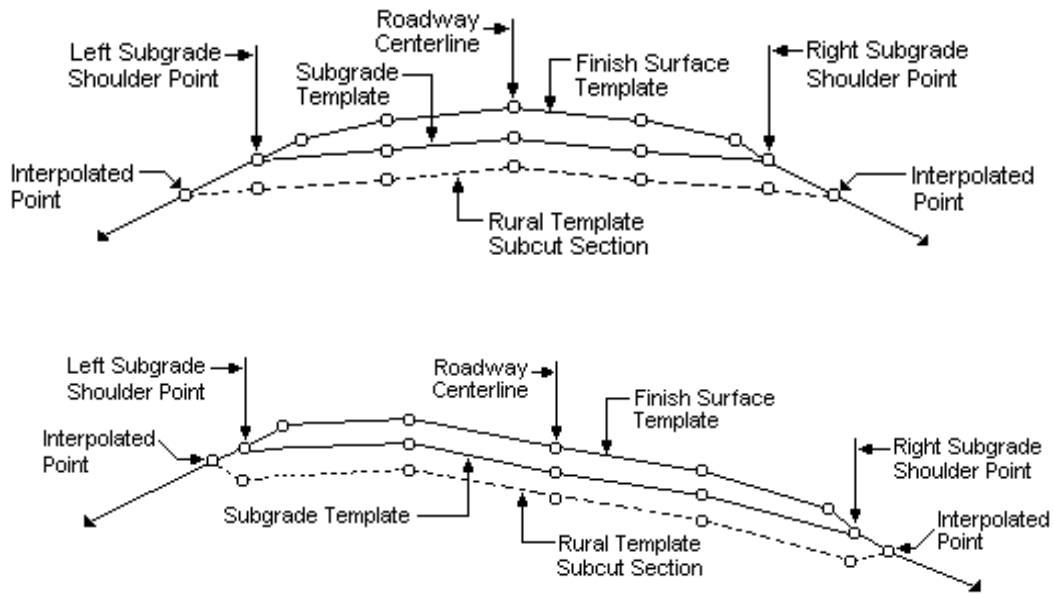 Roadway
Centerline
Left Subgrade
Shoulder Point
Subgrade
Template
Finish Surface
Template
Right Subgrade
Shoulder Point
Interpolated
Point
Interpolated
Point
Rural Template
Subcut Section
Left Subgrade
Shoulder Point
Roadway
Centerline
Finish Surface
Template
Interpolated
Point
Right Subgrade
Shoulder Point
Subgrade Template
Interpolated
Point
Rural Template
Subcut Section